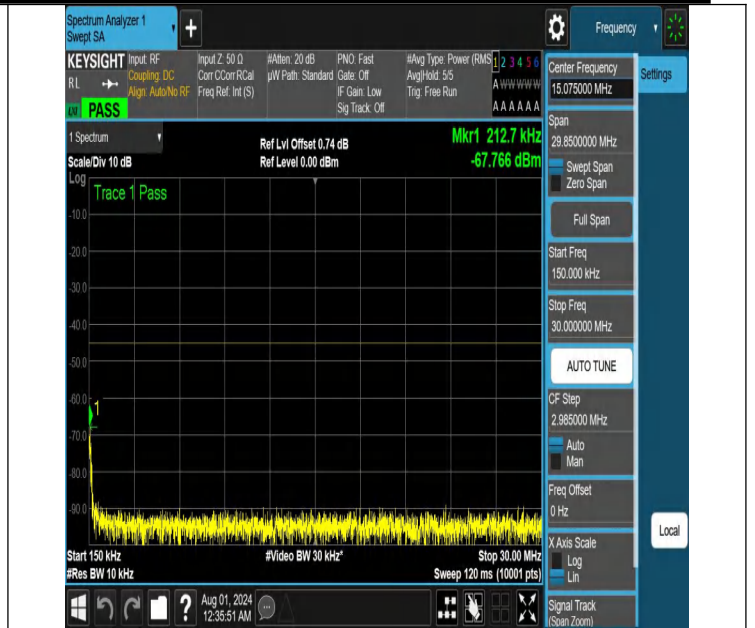 Spectrum Analyzer 1
Swept SA
Frequency
KEYSIGHT
RL
PASS
Input: RF
Coupling: DC
Align: Auto/No RF
Input Z: 50 Ω
Corr CCorr RCal
Freq Ref: Int (S)
#Atten: 20 dB
µW Path: Standard
PNO: Fast
Gate: Off
IF Gain: Low
Sig Track: Off
#Avg Type: Power (RMS
Avg|Hold: 5/5
Trig: Free Run
1 2 3 4 5 6
A W W W W W
A A A A A A
1 Spectrum
Scale/Div 10 dB
Ref Lvl Offset 0.74 dB
Ref Level 0.00 dBm
Mkr1 212.7 kHz
-67.766 dBm
Log
Trace 1 Pass
-10.0
-20.0
-30.0
-40.0
-50.0
-60.0
1
-70.0
-80.0
-90.0
Start 150 kHz
#Video BW 30 kHz*
Stop 30.00 MHz
#Res BW 10 kHz
Sweep 120 ms (10001 pts)
?
Aug 01, 2024
12:35:51 AM
Center Frequency
15.075000 MHz
Settings
Span
29.8500000 MHz
Swept Span
Zero Span
Full Span
Start Freq
150.000 kHz
Stop Freq
30.000000 MHz
AUTO TUNE
CF Step
2.985000 MHz
Auto
Man
Freq Offset
0 Hz
X Axis Scale
Log
Lin
Signal Track
(Span Zoom)
Local